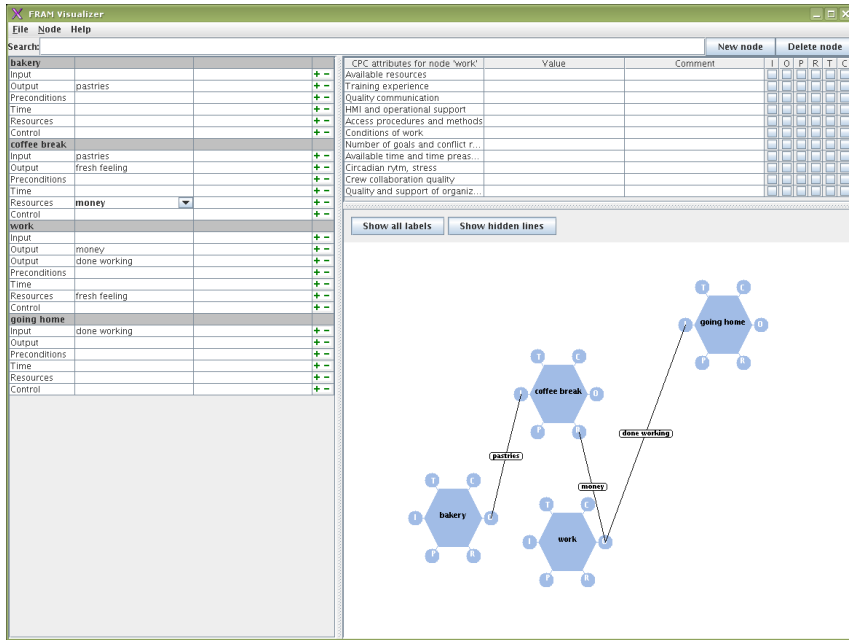 FRAM Visualizer
File Node Help
Search: New node Delete node
bakery
Input
Output pastries
Preconditions
Time
Resources
Control
coffee break
Input pastries
Output fresh feeling
Preconditions
Time
Resources money
Control
work
Input
Output money
Output done working
Preconditions
Time
Resources fresh feeling
Control
going home
Input done working
Output
Preconditions
Time
Resources
Control
CPC attributes for node 'work' Value Comment I O P R T C
Available resources
Training experience
Quality communication
HMI and operational support
Access procedures and methods
Conditions of work
Number of goals and conflict r...
Available time and time preas...
Circadian rytm, stress
Crew collaboration quality
Quality and support of organiz...
Show all labels Show hidden lines
T C
going home O
P R
T C
coffee break O
P
done working
pastries
T C
money
T C
I bakery
I work
P R
P R